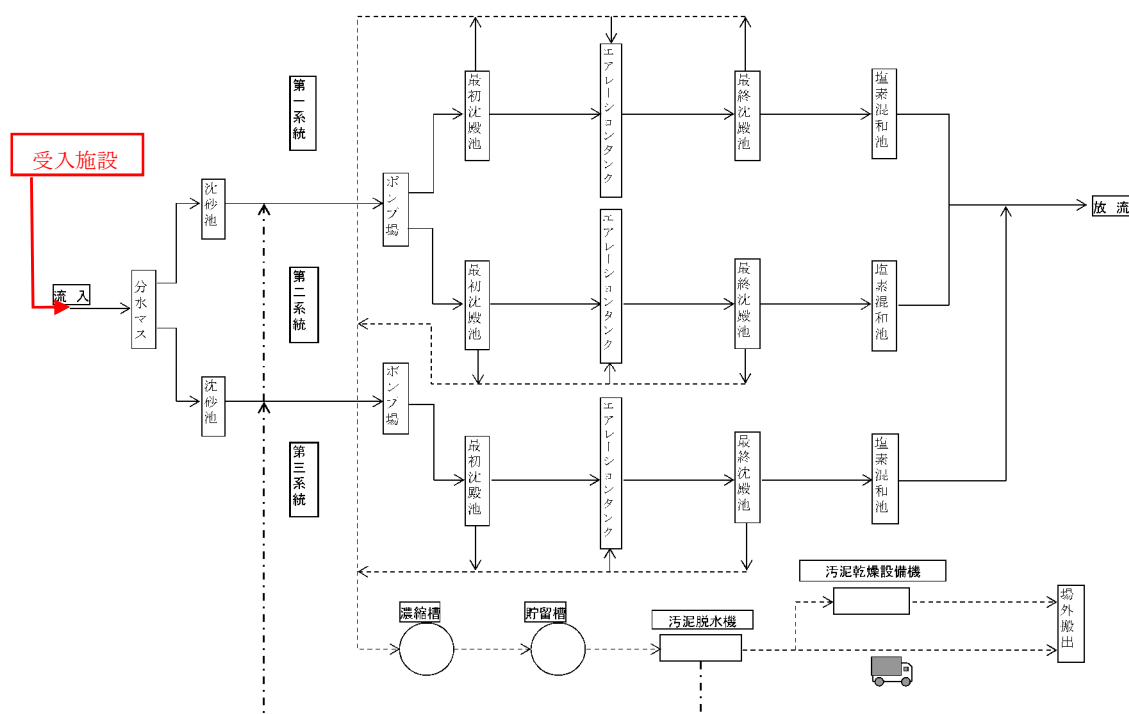 受入施設
流 入
分水マス
沈砂池
沈砂池
第一系統
第二系統
第三系統
ポンプ場
ポンプ場
最初沈殿池
エアレーションタンク
最終沈殿池
塩素混和池
最初沈殿池
エアレーションタンク
最終沈殿池
塩素混和池
最初沈殿池
エアレーションタンク
最終沈殿池
塩素混和池
放 流
濃縮槽
貯留槽
汚泥脱水機
汚泥乾燥設備機
場外搬出